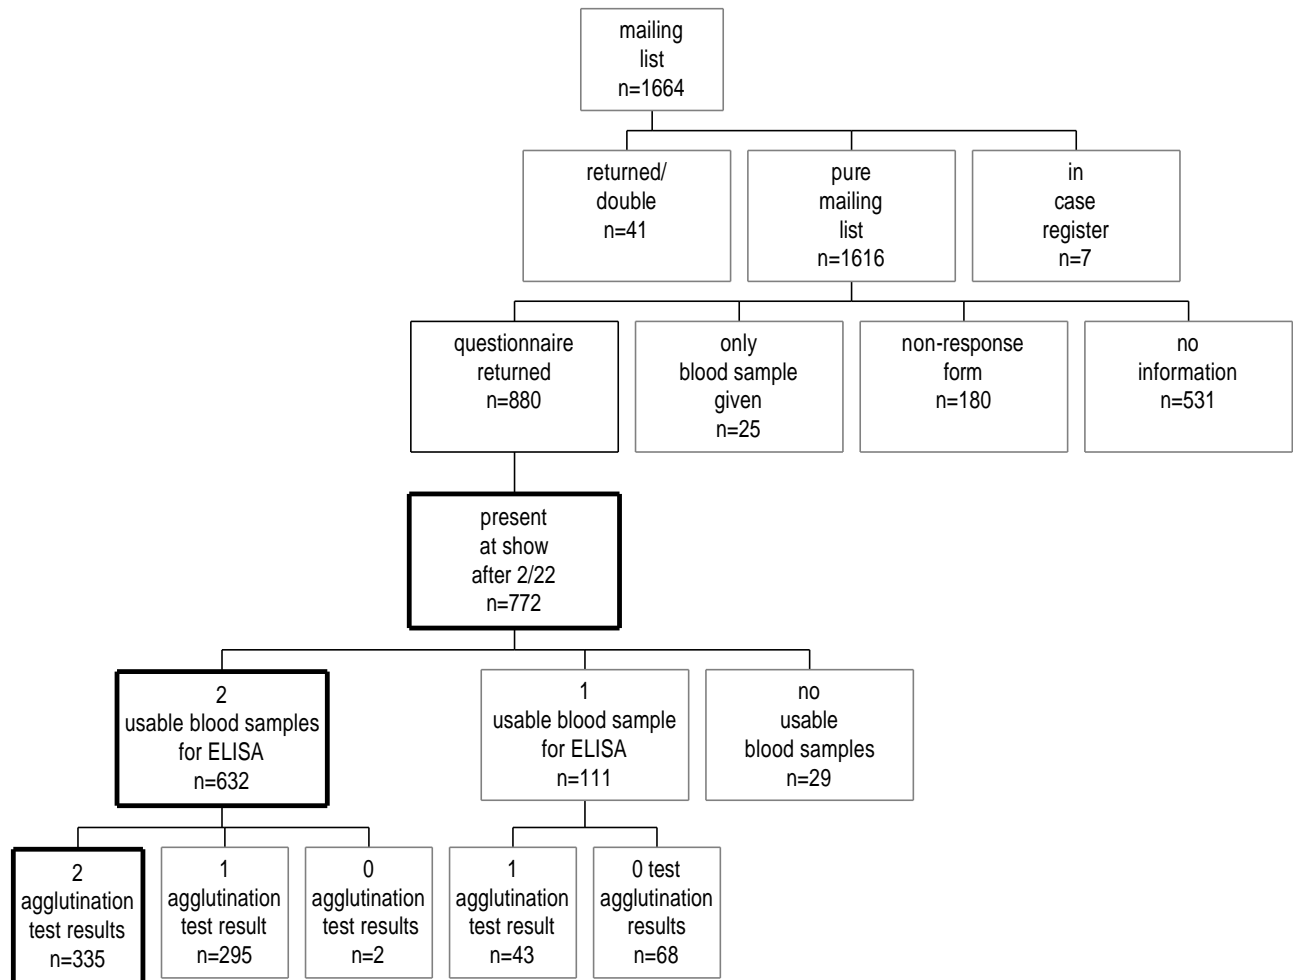 mailing
list
n=1664
returned/
double
n=41
pure
mailing
list
n=1616
in
case
register
n=7
questionnaire
returned
n=880
only
blood sample
given
n=25
non-response
form
n=180
no
information
n=531
present
at show
after 2/22
n=772
2
usable blood samples
for ELISA
n=632
1
usable blood sample
for ELISA
n=111
no
usable
blood samples
n=29
2
agglutination
test results
n=335
1
agglutination
test result
n=295
0
agglutination
test results
n=2
1
agglutination
test result
n=43
0 test
agglutination
results
n=68